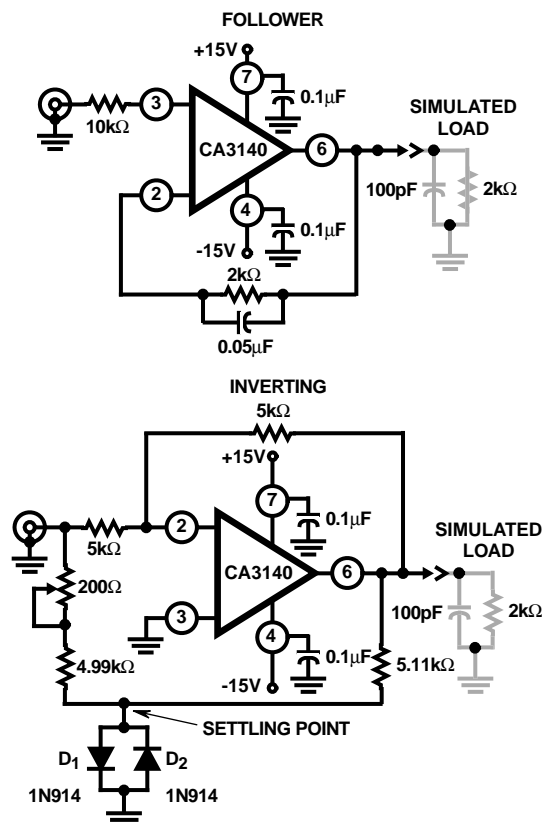 FOLLOWER
+15V
7
0.1µF
3
10kΩ
CA3140
6
SIMULATED
LOAD
100pF
2kΩ
2
4
0.1µF
-15V
2kΩ
0.05µF
INVERTING
5kΩ
+15V
7
0.1µF
5kΩ
2
200Ω
CA3140
6
SIMULATED
LOAD
100pF
2kΩ
3
4
0.1µF
5.11kΩ
4.99kΩ
-15V
SETTLING POINT
D1
D2
1N914
1N914